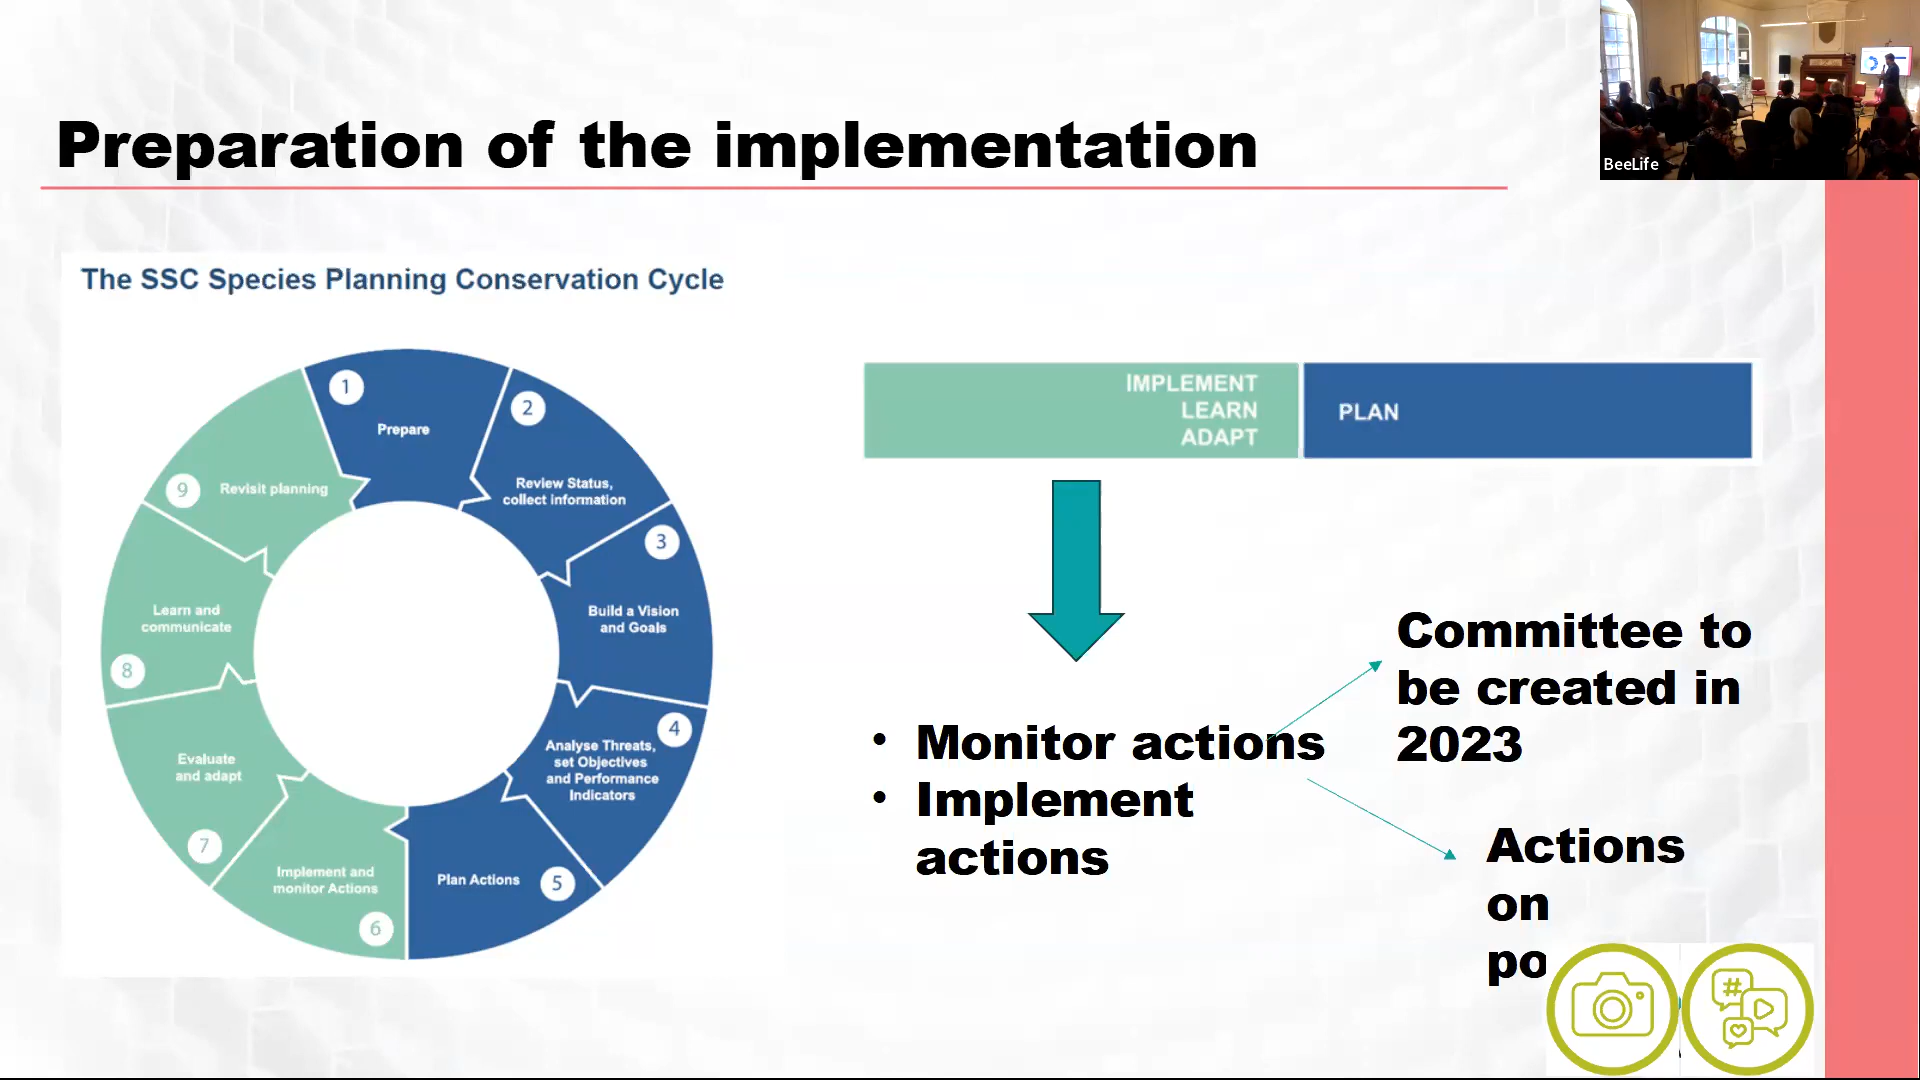 Preparation of the implementation
BeeLife
The SSC Species Planning Conservation Cycle
1
Prepare
2
Review Status,
collect information
3
Build a Vision
and Goals
4
Analyse Threats,
set Objectives
and Performance
Indicators
Plan Actions
5
Implement and
monitor Actions
6
Evaluate
and adapt
7
Learn and
communicate
8
9
Revisit planning
IMPLEMENT
LEARN
ADAPT
PLAN
• Monitor actions
• Implement
actions
Committee to
be created in
2023
Actions
on
#